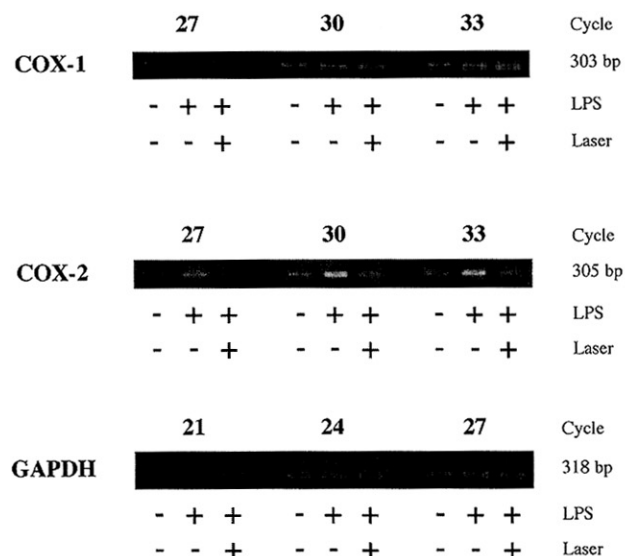 27 30 33 Cycle
COX-1 303 bp
- + + - + + - + + LPS
- - + - - + - - + Laser
27 30 33 Cycle
COX-2 305 bp
- + + - + + - + + LPS
- - + - - + - - + Laser
21 24 27 Cycle
GAPDH 318 bp
- + + - + + - + + LPS
- - + - - + - - + Laser